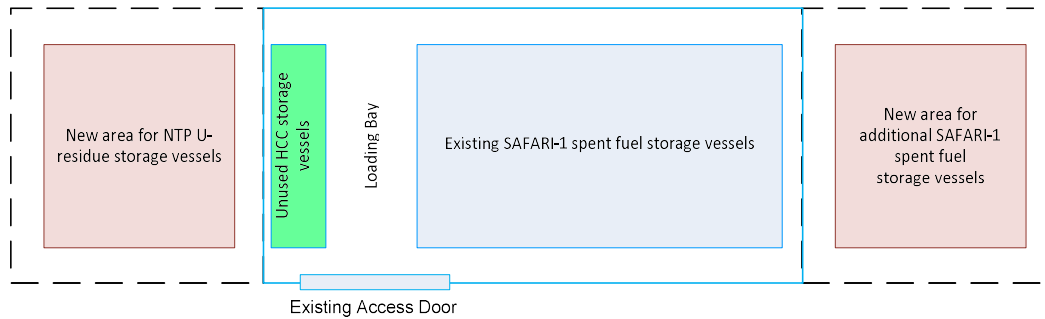 New area for NTP U-
residue storage vessels
Unused HCC storage
vessels
Loading Bay
Existing SAFARI-1 spent fuel storage vessels
New area for
additional SAFARI-1
spent fuel
storage vessels
Existing Access Door